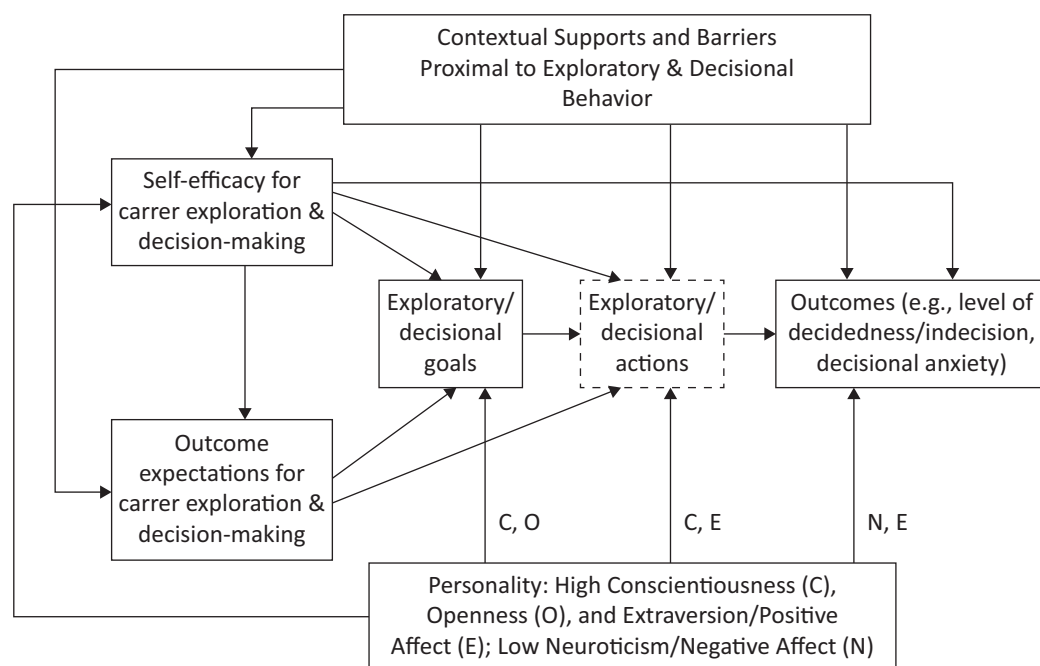 Contextual Supports and Barriers
Proximal to Exploratory & Decisional
Behavior
Self-efficacy for
carrer exploration &
decision-making
Exploratory/
decisional
goals
Exploratory/
decisional
actions
Outcomes (e.g., level of
decidedness/indecision,
decisional anxiety)
Outcome
expectations for
carrer exploration &
decision-making
C, O
C, E
N, E
Personality: High Conscientiousness (C),
Openness (O), and Extraversion/Positive
Affect (E); Low Neuroticism/Negative Affect (N)